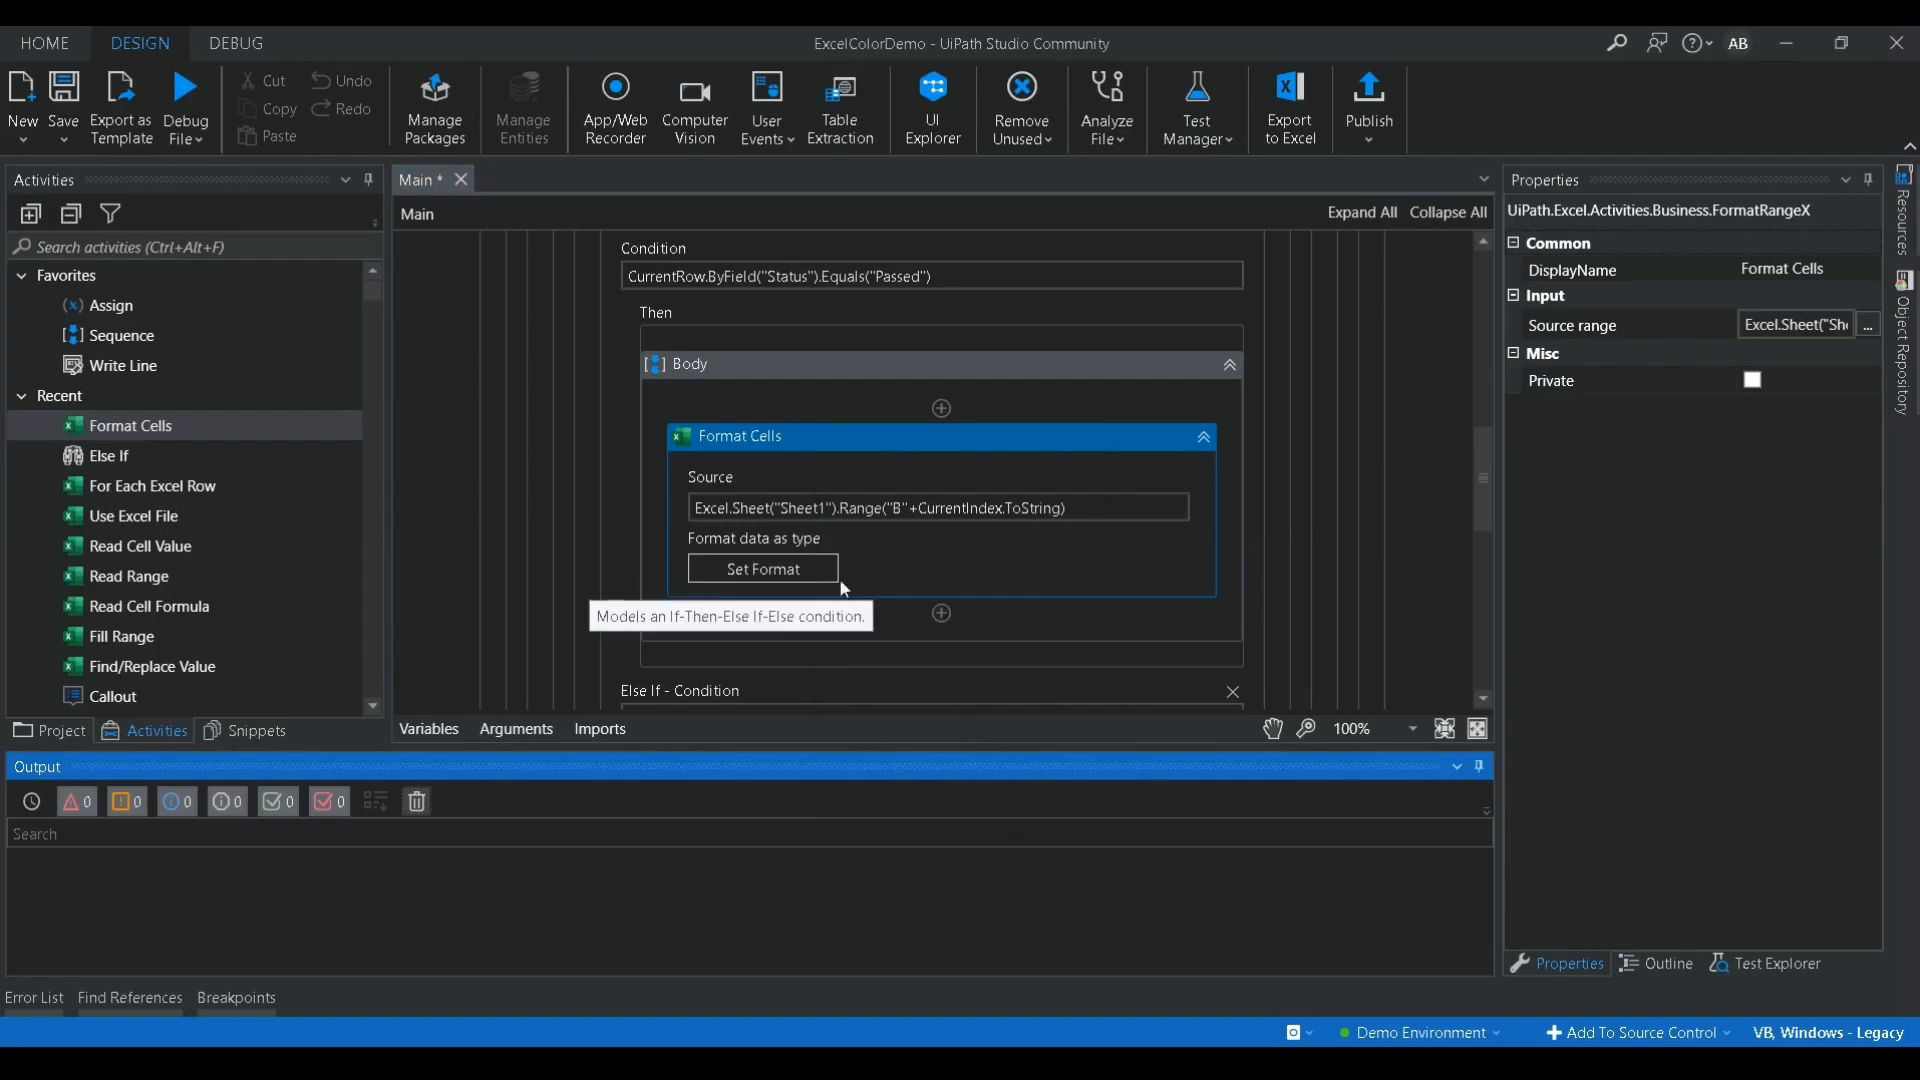 HOME DESIGN DEBUG ExcelColorDemo - UiPath Studio Community AB
New Save Export as Template Debug File
Cut Undo
Copy Redo
Paste
Manage Packages Manage Entities App/Web Recorder Computer Vision User Events Table Extraction UI Explorer Remove Unused Analyze File Test Manager Export to Excel Publish
Activities
Search activities (Ctrl+Alt+F)
Favorites
Assign
Sequence
Write Line
Recent
Format Cells
Else If
For Each Excel Row
Use Excel File
Read Cell Value
Read Range
Read Cell Formula
Fill Range
Find/Replace Value
Callout
Project Activities Snippets
Main *
Main Expand All Collapse All
Condition
CurrentRow.ByField("Status").Equals("Passed")
Then
Body
Format Cells
Source
Excel.Sheet("Sheet1").Range("B"+CurrentIndex.ToString)
Format data as type
Set Format
Models an If-Then-Else If-Else condition.
Else If - Condition
Variables Arguments Imports 100%
Properties
UiPath.Excel.Activities.Business.FormatRangeX
Common
DisplayName Format Cells
Input
Source range Excel.Sheet("She ...
Misc
Private
Resources
Object Repository
Properties Outline Test Explorer
Output
0 0 0 0 0 0
Search
Error List Find References Breakpoints
Demo Environment Add To Source Control VB, Windows - Legacy